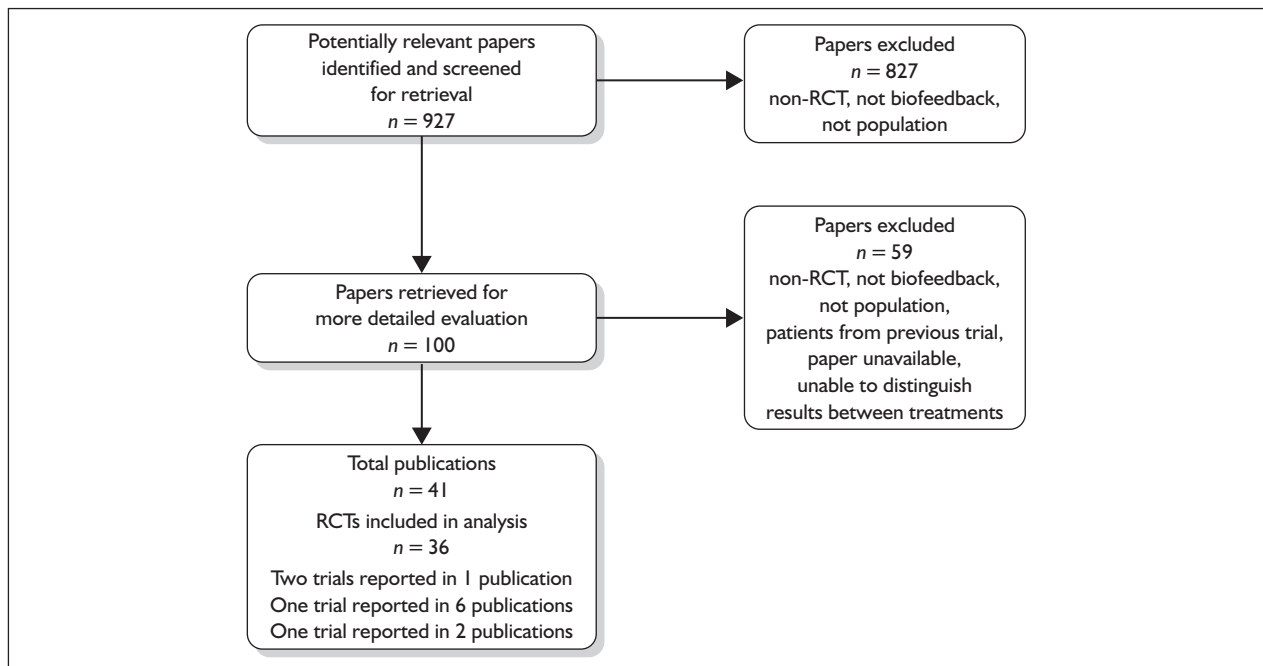 Potentially relevant papers
identified and screened
for retrieval
n = 927
Papers excluded
n = 827
non-RCT, not biofeedback,
not population
Papers retrieved for
more detailed evaluation
n = 100
Papers excluded
n = 59
non-RCT, not biofeedback,
not population,
patients from previous trial,
paper unavailable,
unable to distinguish
results between treatments
Total publications
n = 41
RCTs included in analysis
n = 36
Two trials reported in 1 publication
One trial reported in 6 publications
One trial reported in 2 publications